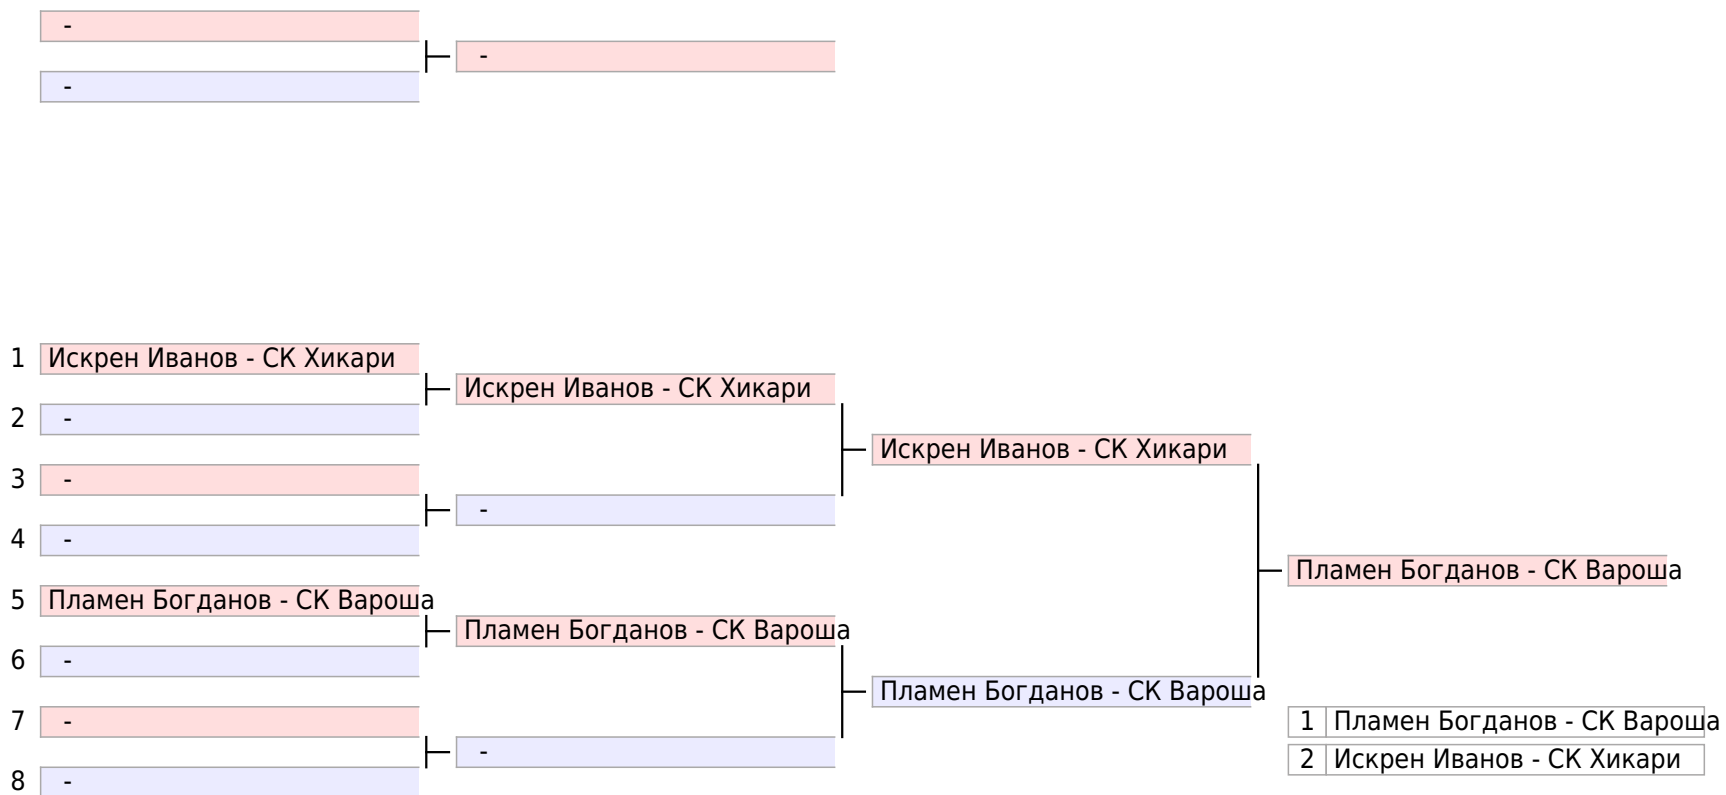 -
-
-
1 Искрен Иванов - СК Хикари
Искрен Иванов - СК Хикари
2 -
Искрен Иванов - СК Хикари
3 -
-
4 -
Пламен Богданов - СК Вароша
5 Пламен Богданов - СК Вароша
Пламен Богданов - СК Вароша
6 -
Пламен Богданов - СК Вароша
7 -
1 Пламен Богданов - СК Вароша
-
2 Искрен Иванов - СК Хикари
8 -